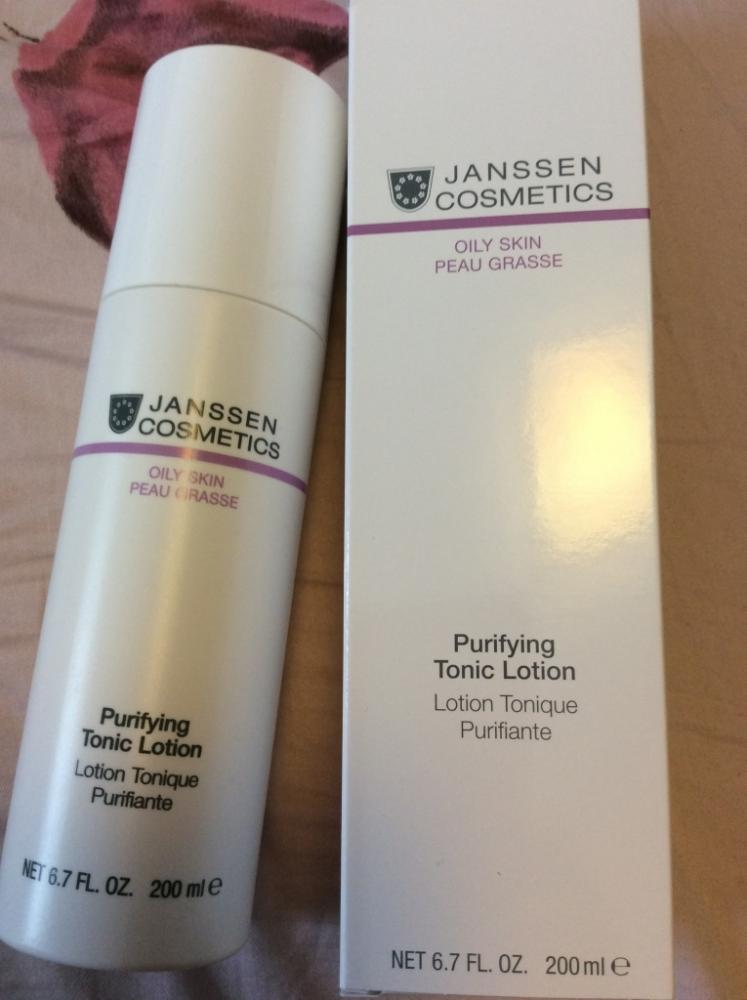 JANSSEN
COSMETICS
OILY SKIN
PEAU GRASSE
Purifying
Tonic Lotion
Lotion Tonique
Purifiante
NET 6.7 FL. OZ. 200 ml e
JANSSEN
COSMETICS
OILY SKIN
PEAU GRASSE
Purifying
Tonic Lotion
Lotion Tonique
Purifiante
NET 6.7 FL. OZ. 200 ml e